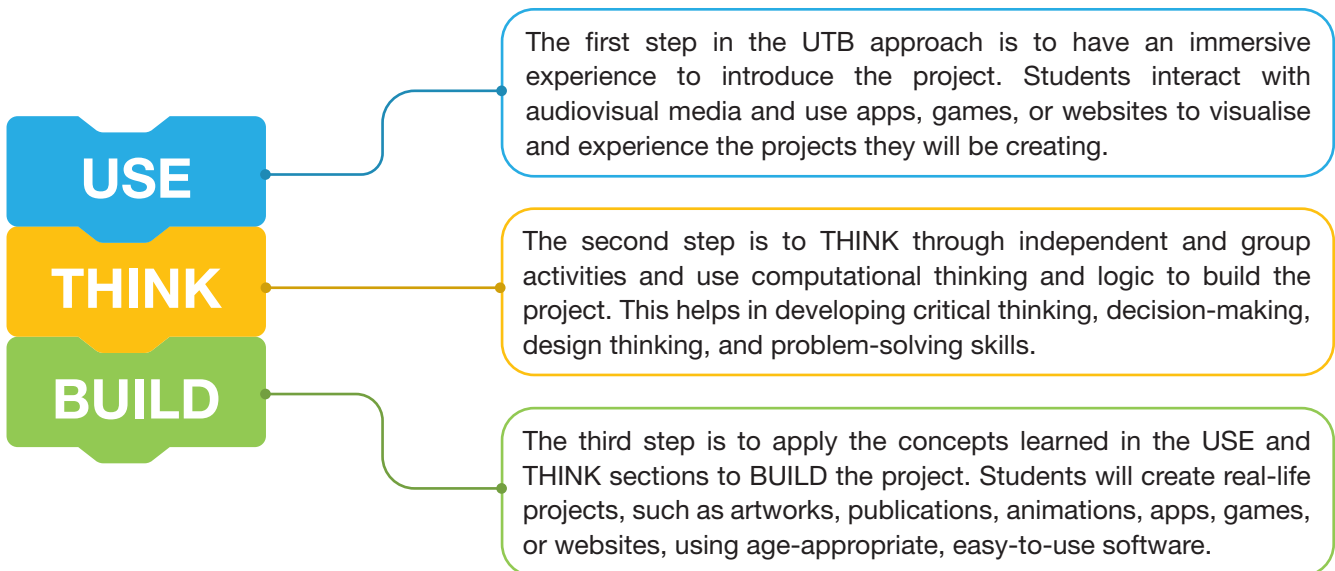 USE
The first step in the UTB approach is to have an immersive
experience to introduce the project. Students interact with
audiovisual media and use apps, games, or websites to visualise
and experience the projects they will be creating.
THINK
The second step is to THINK through independent and group
activities and use computational thinking and logic to build the
project. This helps in developing critical thinking, decision-making,
design thinking, and problem-solving skills.
BUILD
The third step is to apply the concepts learned in the USE and
THINK sections to BUILD the project. Students will create real-life
projects, such as artworks, publications, animations, apps, games,
or websites, using age-appropriate, easy-to-use software.